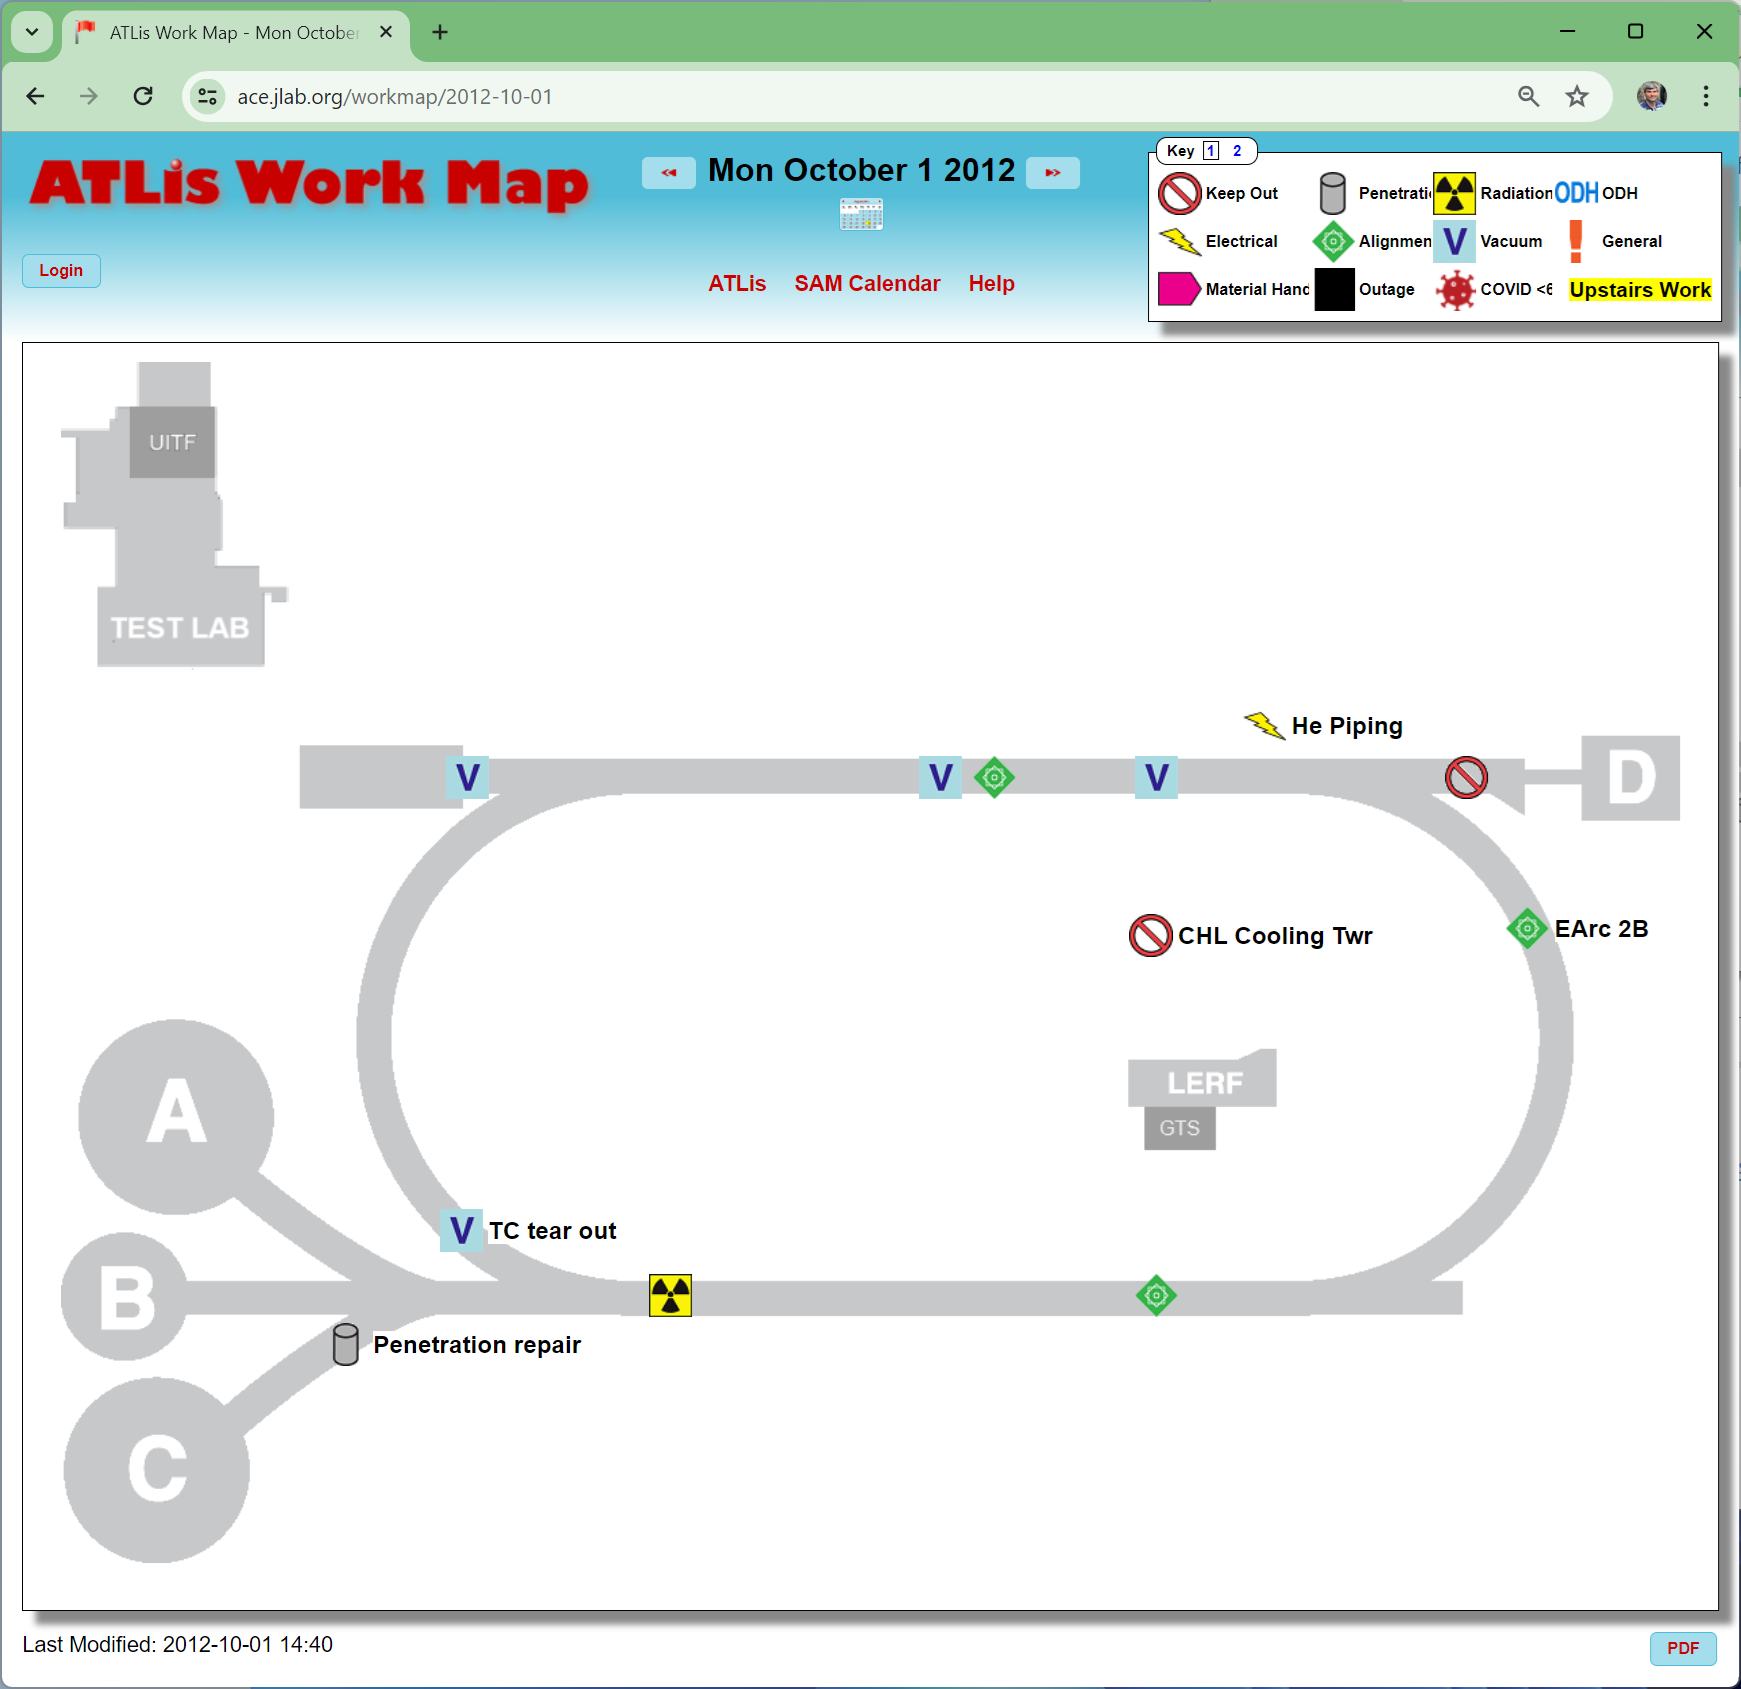 ATLis Work Map - Mon October
ace.jlab.org/workmap/2012-10-01
ATLis Work Map
Mon October 1 2012
Key 1 2
Keep Out Penetrati Radiation ODH ODH
Electrical Alignmen V Vacuum ! General
Material Hand Outage COVID <6 Upstairs Work
Login
ATLis SAM Calendar Help
UITF
TEST LAB
He Piping
V V V D
CHL Cooling Twr
EArc 2B
A
LERF
GTS
V TC tear out
B
Penetration repair
C
Last Modified: 2012-10-01 14:40
PDF